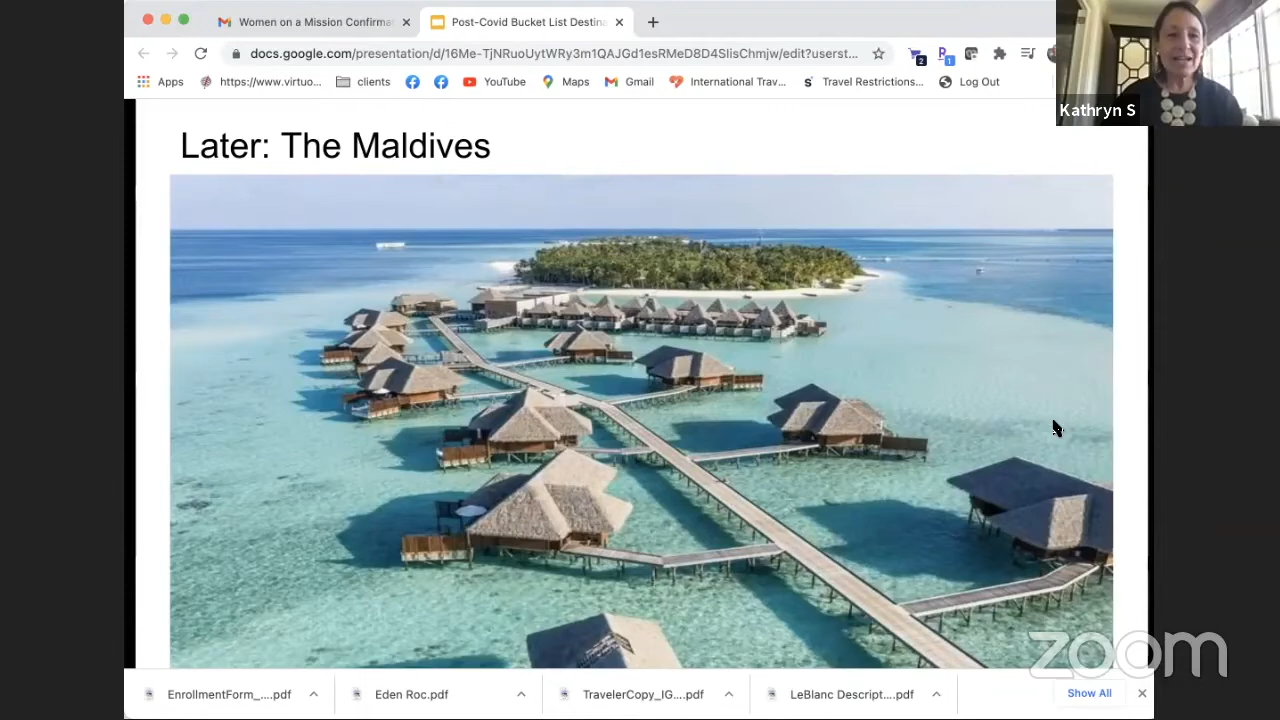 Women on a Mission Confirma
Post-Covid Bucket List Destina
docs.google.com/presentation/d/16Me-TjNRuoUytWRy3m1QAJGd1esRMeD8D4SlisChmjw/edit?userst...
2
1
Apps
https://www.virtuo...
clients
YouTube
Maps
Gmail
International Trav...
Travel Restrictions...
Log Out
Kathryn S
Later: The Maldives
zoom
EnrollmentForm_....pdf
Eden Roc.pdf
TravelerCopy_IG....pdf
LeBlanc Descript....pdf
Show All